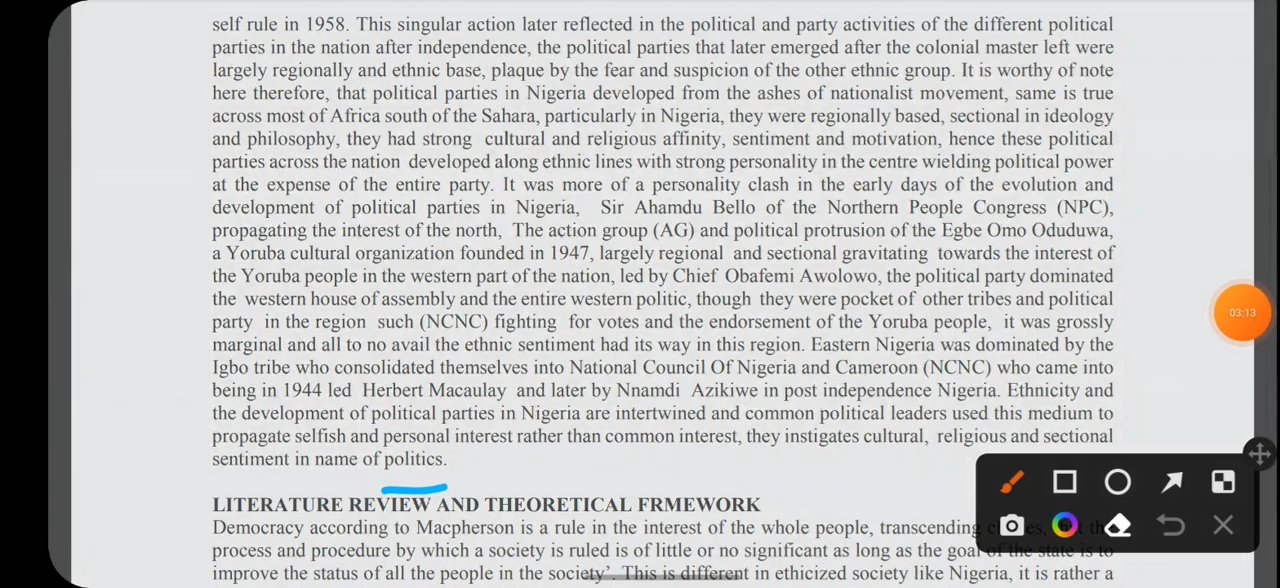 self rule in 1958. This singular action later reflected in the political and party activities of the different political
parties in the nation after independence, the political parties that later emerged after the colonial master left were
largely regionally and ethnic base, plaque by the fear and suspicion of the other ethnic group. It is worthy of note
here therefore, that political parties in Nigeria developed from the ashes of nationalist movement, same is true
across most of Africa south of the Sahara, particularly in Nigeria, they were regionally based, sectional in ideology
and philosophy, they had strong cultural and religious affinity, sentiment and motivation, hence these political
parties across the nation developed along ethnic lines with strong personality in the centre wielding political power
at the expense of the entire party. It was more of a personality clash in the early days of the evolution and
development of political parties in Nigeria, Sir Ahamdu Bello of the Northern People Congress (NPC),
propagating the interest of the north, The action group (AG) and political protrusion of the Egbe Omo Oduduwa,
a Yoruba cultural organization founded in 1947, largely regional and sectional gravitating towards the interest of
the Yoruba people in the western part of the nation, led by Chief Obafemi Awolowo, the political party dominated
the western house of assembly and the entire western politic, though they were pocket of other tribes and political
party in the region such (NCNC) fighting for votes and the endorsement of the Yoruba people, it was grossly
marginal and all to no avail the ethnic sentiment had its way in this region. Eastern Nigeria was dominated by the
Igbo tribe who consolidated themselves into National Council Of Nigeria and Cameroon (NCNC) who came into
being in 1944 led Herbert Macaulay and later by Nnamdi Azikiwe in post independence Nigeria. Ethnicity and
the development of political parties in Nigeria are intertwined and common political leaders used this medium to
propagate selfish and personal interest rather than common interest, they instigates cultural, religious and sectional
sentiment in name of politics.
LITERATURE REVIEW AND THEORETICAL FRMEWORK
Democracy according to Macpherson is a rule in the interest of the whole people, transcending
process and procedure by which a society is ruled is of little or no significant as long as the goal of the state is to
improve the status of all the people in the society'. This is different in ethicized society like Nigeria, it is rather a
03:13